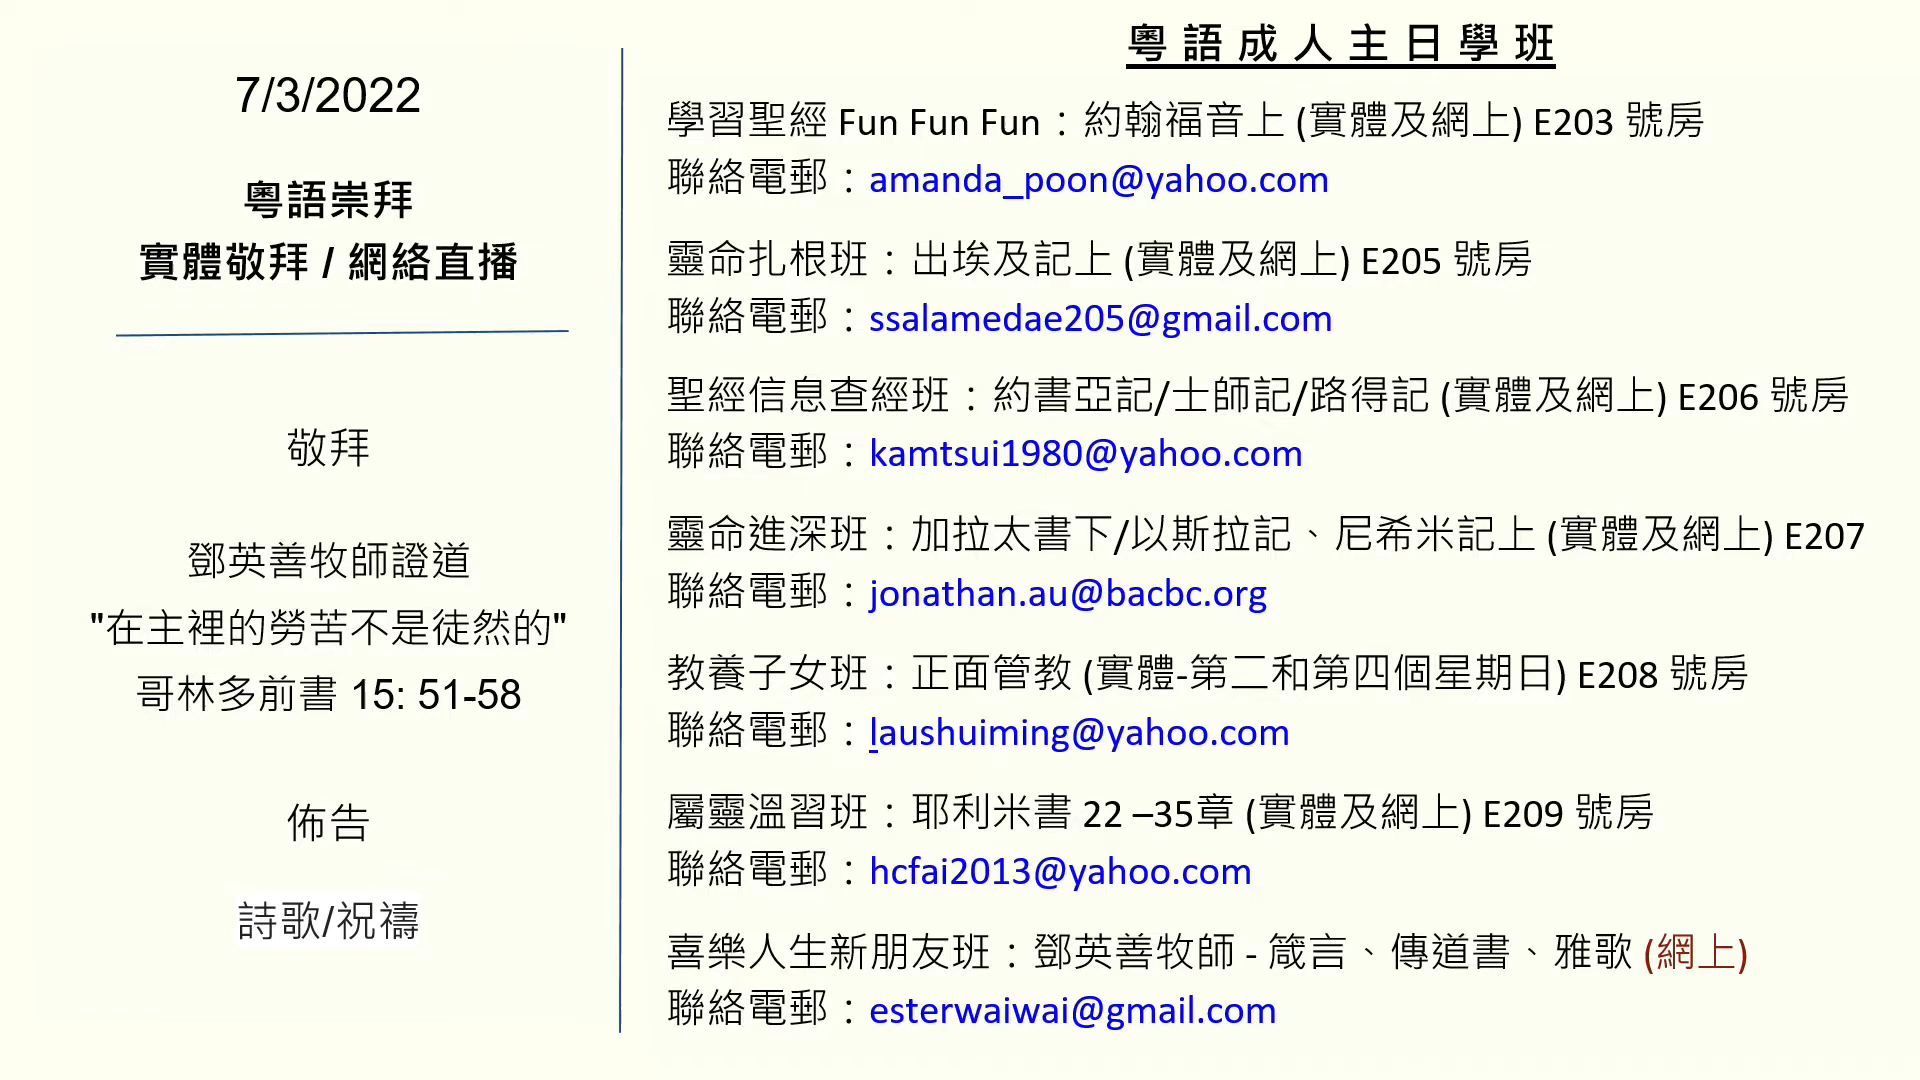 7/3/2022
粵語崇拜
實體敬拜 / 網絡直播
敬拜
鄧英善牧師證道
"在主裡的勞苦不是徒然的"
哥林多前書 15: 51-58
佈告
詩歌/祝禱
粵語成人主日學班
學習聖經 Fun Fun Fun：約翰福音上 (實體及網上) E203 號房
聯絡電郵：amanda_poon@yahoo.com
靈命扎根班：出埃及記上 (實體及網上) E205 號房
聯絡電郵：ssalamedae205@gmail.com
聖經信息查經班：約書亞記/士師記/路得記 (實體及網上) E206 號房
聯絡電郵：kamtsui1980@yahoo.com
靈命進深班：加拉太書下/以斯拉記、尼希米記上 (實體及網上) E207
聯絡電郵：jonathan.au@bacbc.org
教養子女班：正面管教 (實體-第二和第四個星期日) E208 號房
聯絡電郵：laushuiming@yahoo.com
屬靈溫習班：耶利米書 22 –35章 (實體及網上) E209 號房
聯絡電郵：hcfai2013@yahoo.com
喜樂人生新朋友班：鄧英善牧師 - 箴言、傳道書、雅歌 (網上)
聯絡電郵：esterwaiwai@gmail.com